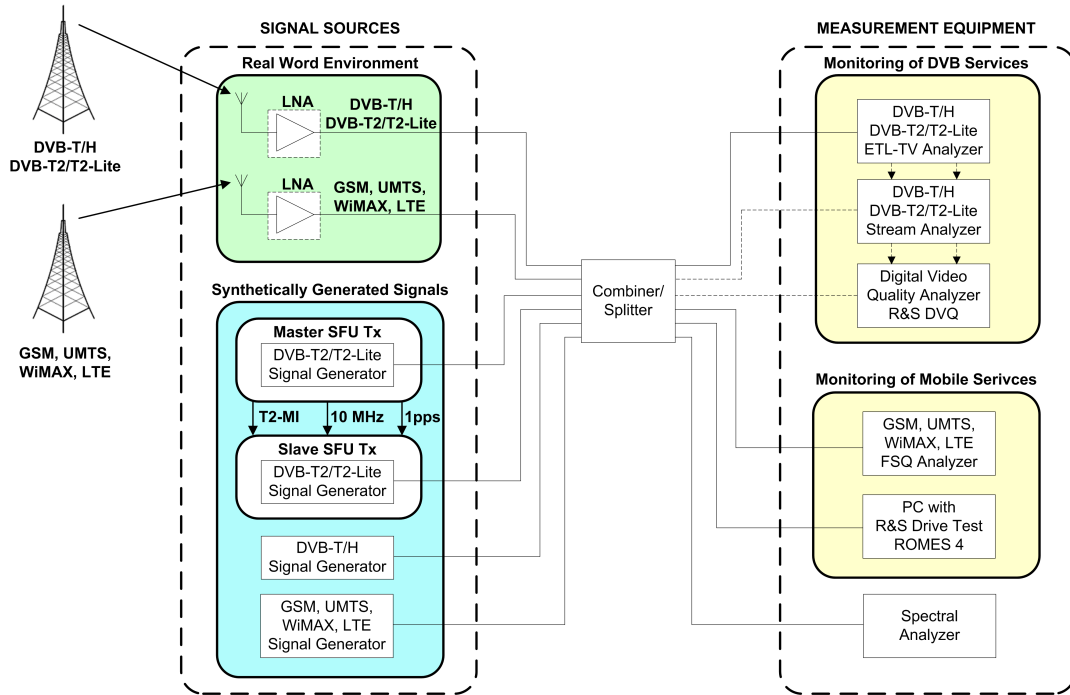 SIGNAL SOURCES
MEASUREMENT EQUIPMENT
DVB-T/H
DVB-T2/T2-Lite
GSM, UMTS,
WiMAX, LTE
Real Word Environment
LNA
DVB-T/H
DVB-T2/T2-Lite
LNA
GSM, UMTS,
WiMAX, LTE
Synthetically Generated Signals
Master SFU Tx
DVB-T2/T2-Lite
Signal Generator
T2-MI
10 MHz
1pps
Slave SFU Tx
DVB-T2/T2-Lite
Signal Generator
DVB-T/H
Signal Generator
GSM, UMTS,
WiMAX, LTE
Signal Generator
Combiner/
Splitter
Monitoring of DVB Services
DVB-T/H
DVB-T2/T2-Lite
ETL-TV Analyzer
DVB-T/H
DVB-T2/T2-Lite
Stream Analyzer
Digital Video
Quality Analyzer
R&S DVQ
Monitoring of Mobile Serivces
GSM, UMTS,
WiMAX, LTE
FSQ Analyzer
PC with
R&S Drive Test
ROMES 4
Spectral
Analyzer